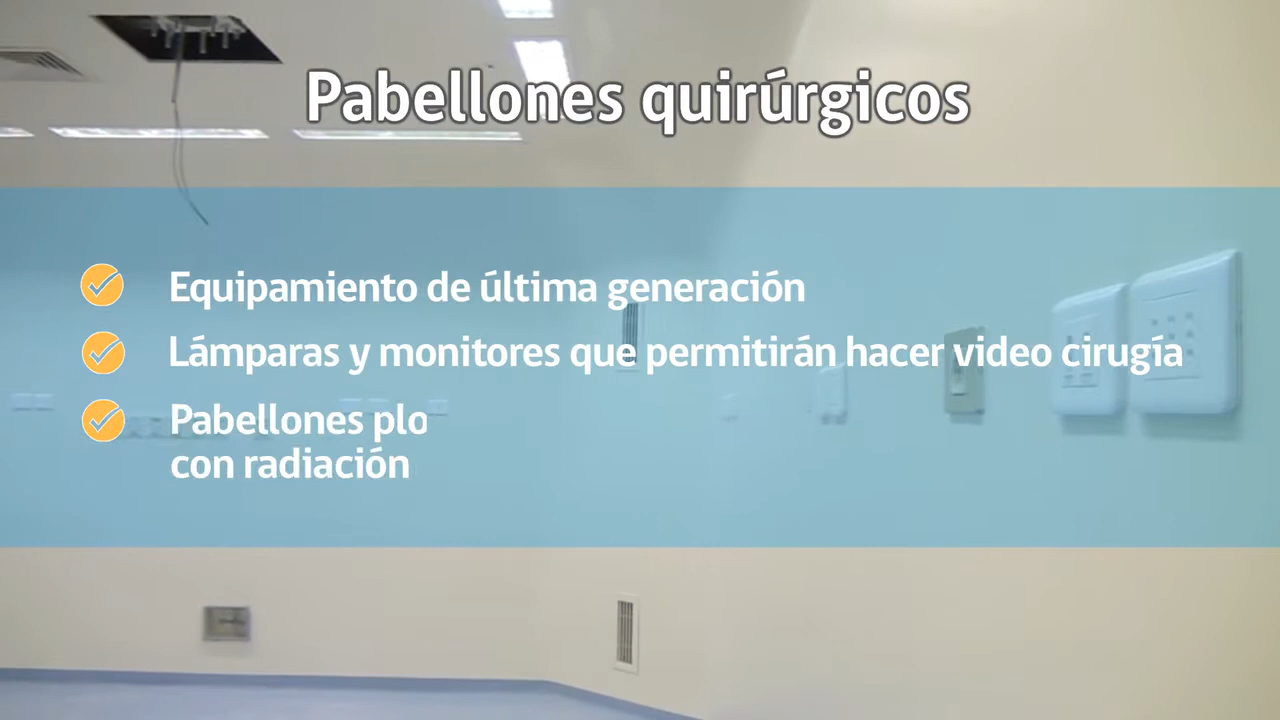 Pabellones quirúrgicos
Equipamiento de última generación
Lámparas y monitores que permitirán hacer video cirugía
Pabellones plo
con radiación